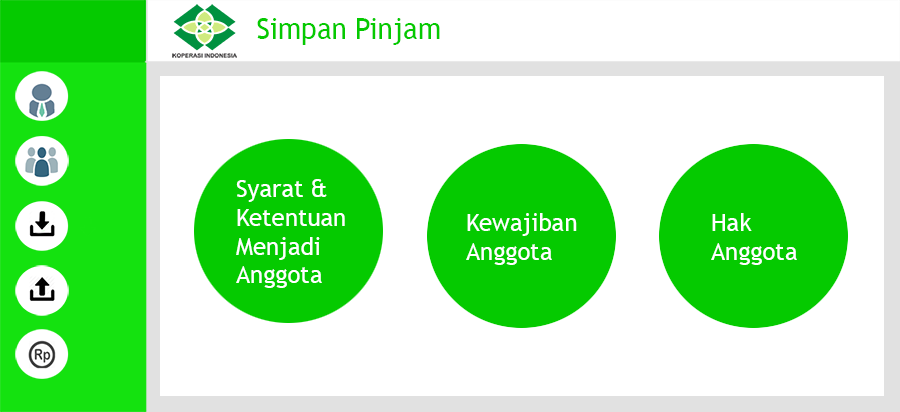 KOPERASI INDONESIA
Simpan Pinjam
Syarat &
Ketentuan
Menjadi
Anggota
Kewajiban
Anggota
Hak
Anggota
Rp